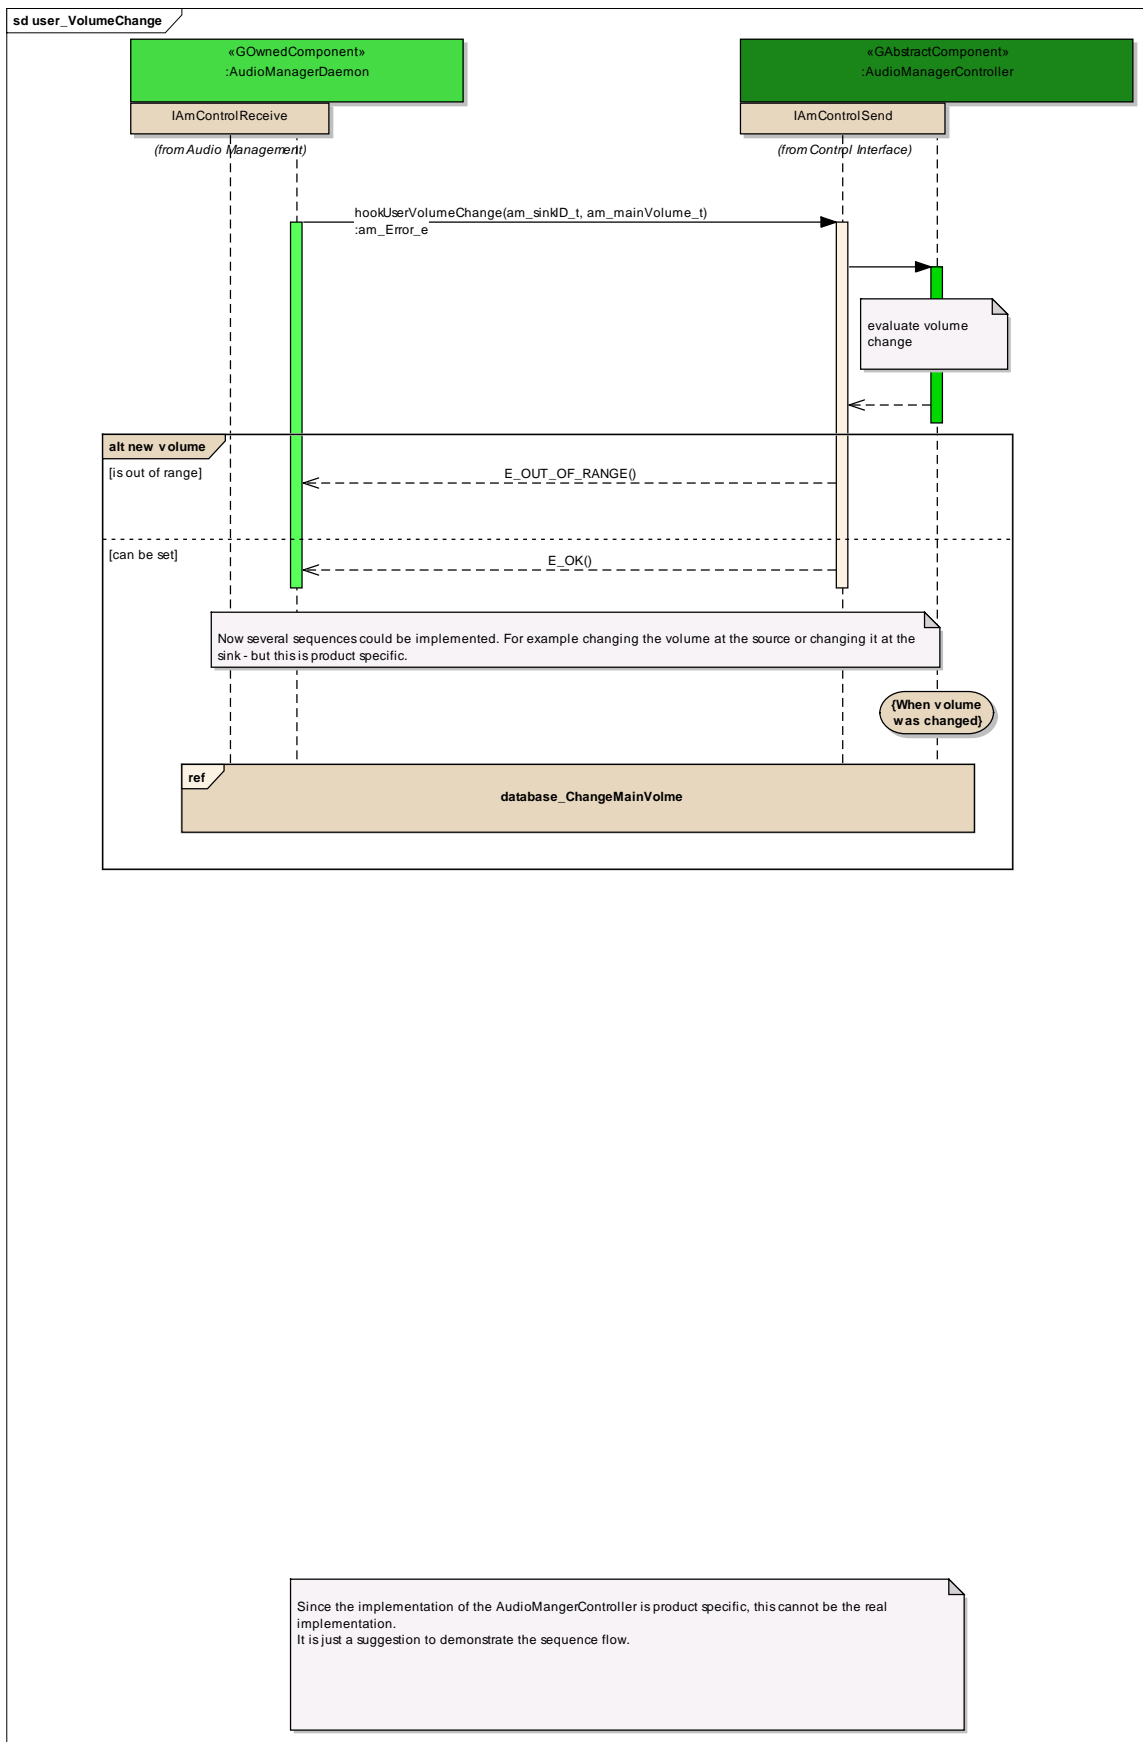 sd user_VolumeChange
«GOwnedComponent»
:AudioManagerDaemon
«GAbstractComponent»
:AudioManagerController
IAmControlReceive
IAmControlSend
(from Audio Management)
(from Control Interface)
hookUserVolumeChange(am_sinkID_t, am_mainVolume_t)
:am_Error_e
evaluate volume
change
alt new volume
[is out of range]
E_OUT_OF_RANGE()
[can be set]
E_OK()
Now several sequences could be implemented. For example changing the volume at the source or changing it at the
sink - but this is product specific.
{When volume
was changed}
ref
database_ChangeMainVolme
Since the implementation of the AudioMangerController is product specific, this cannot be the real
implementation.
It is just a suggestion to demonstrate the sequence flow.